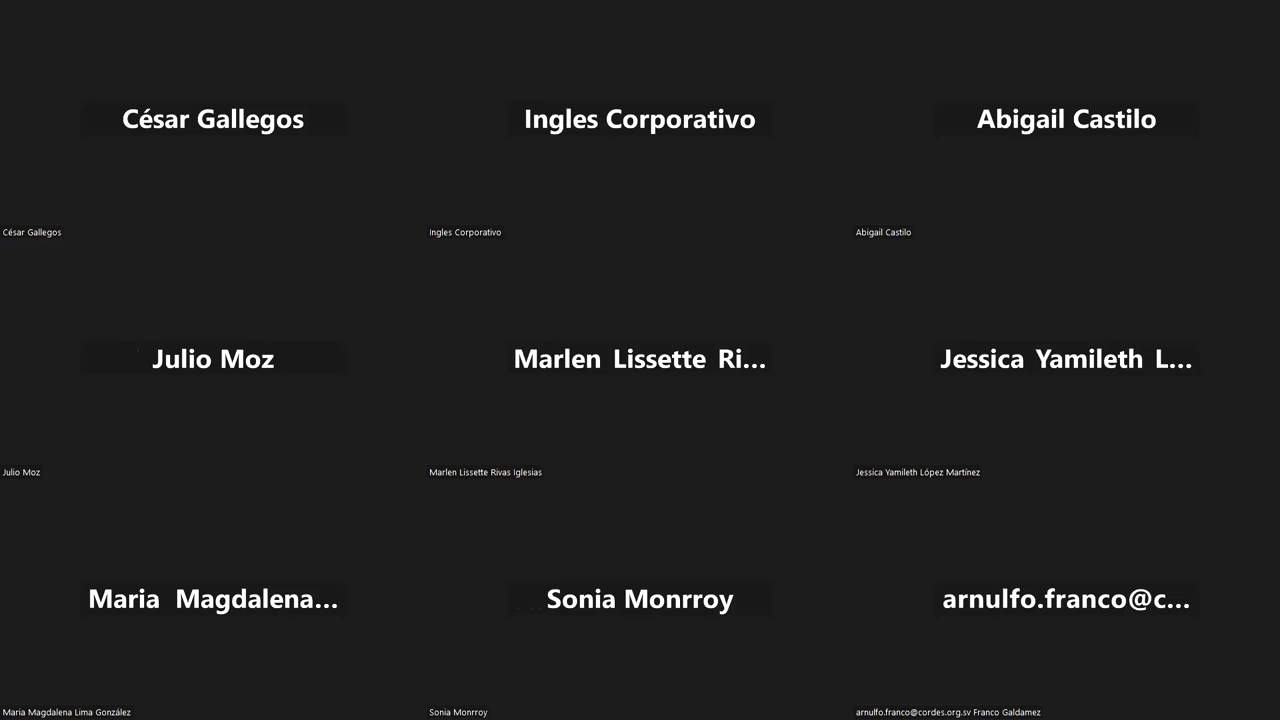 César Gallegos
Ingles Corporativo
Abigail Castilo
César Gallegos
Ingles Corporativo
Abigail Castilo
Julio Moz
Marlen Lissette Ri...
Jessica Yamileth L...
Julio Moz
Marlen Lissette Rivas Iglesias
Jessica Yamileth López Martínez
Maria Magdalena...
Sonia Monrroy
arnulfo.franco@c...
Maria Magdalena Lima González
Sonia Monrroy
arnulfo.franco@cordes.org.sv Franco Galdamez